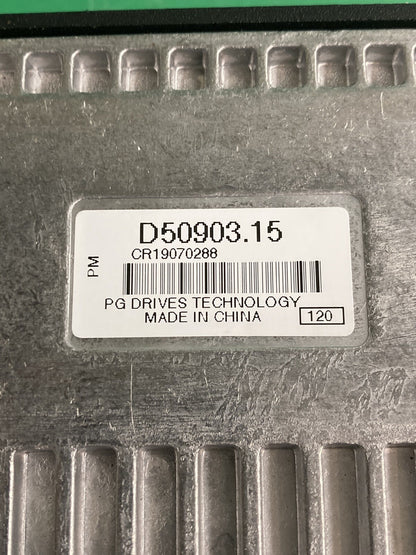 D50903.15
CR19070288
PM
PG DRIVES TECHNOLOGY
MADE IN CHINA
120